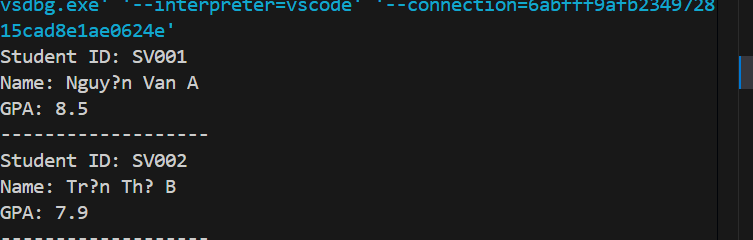 vsdbg.exe' '--interpreter=vscode' '--connection=6abfff9afb2349728
15cad8e1ae0624e'
Student ID: SV001
Name: Nguy?n Van A
GPA: 8.5
-------------------
Student ID: SV002
Name: Tr?n Th? B
GPA: 7.9
-------------------